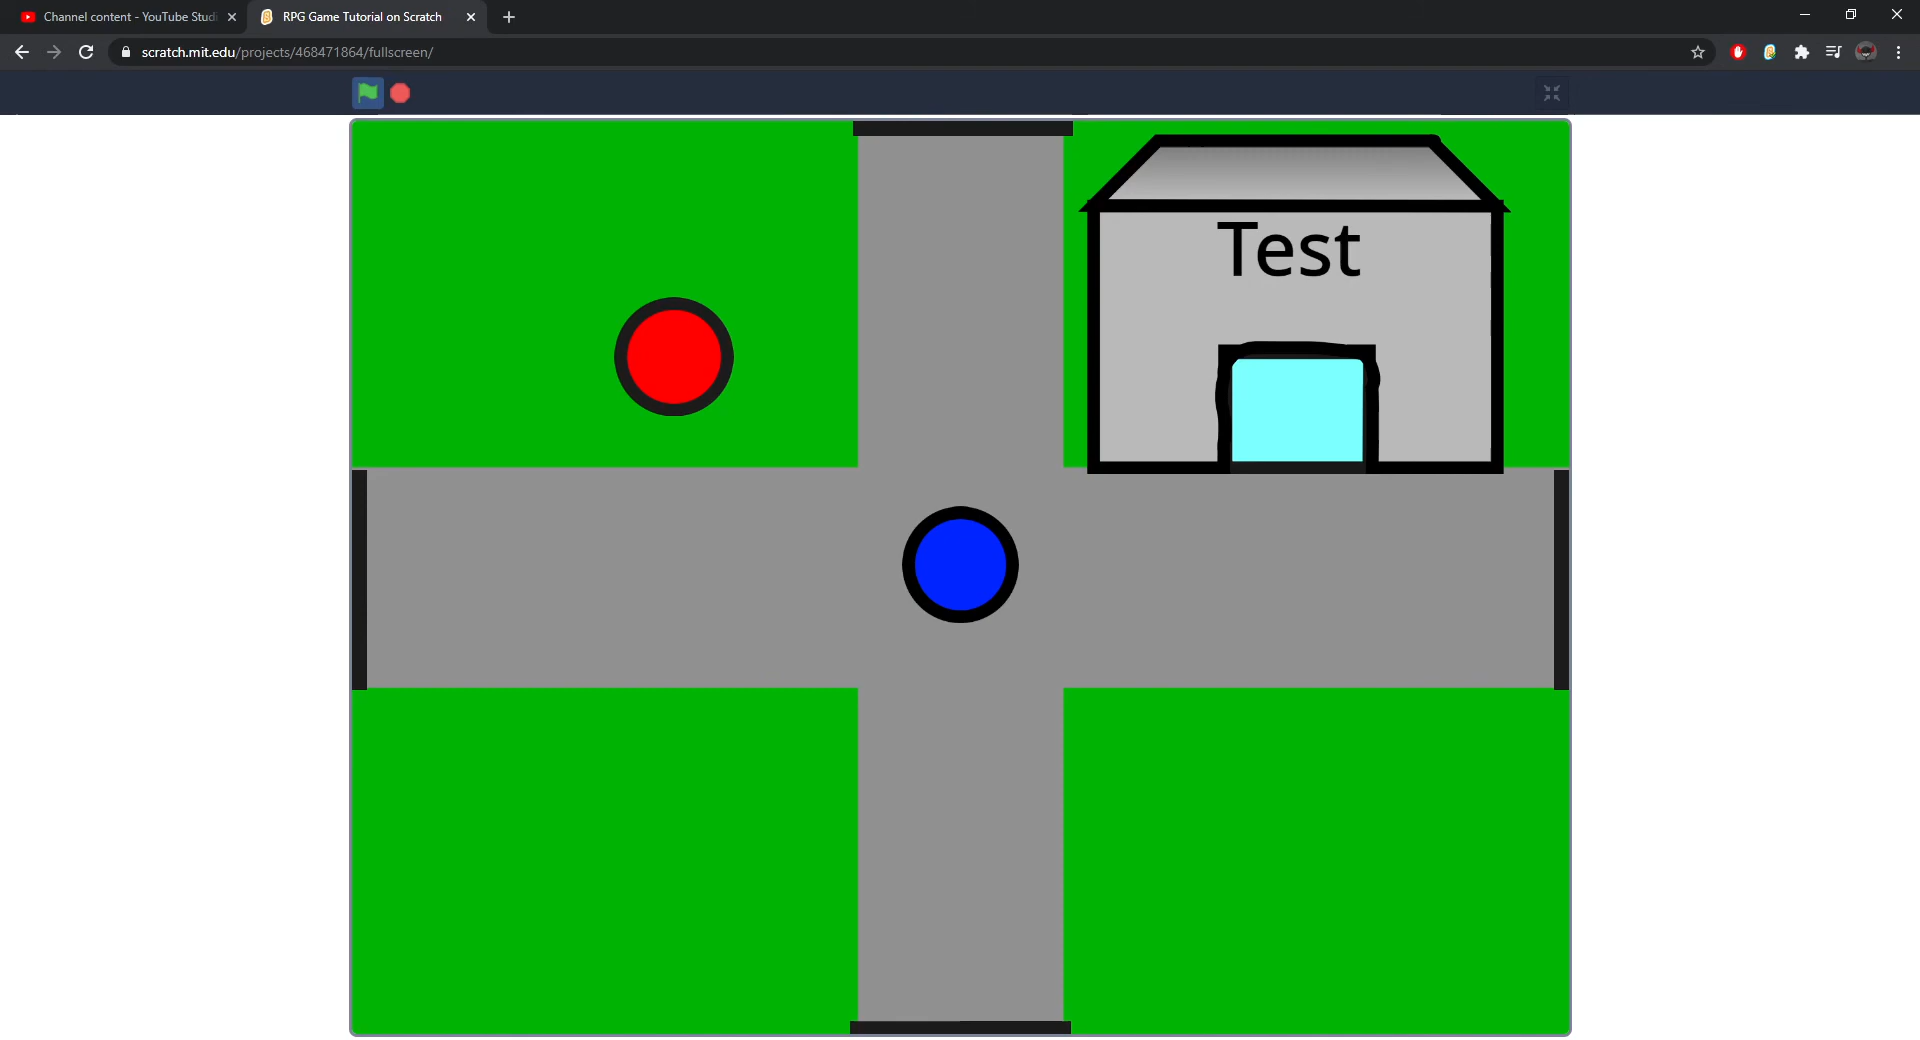 Channel content - YouTube Studi
RPG Game Tutorial on Scratch
scratch.mit.edu/projects/468471864/fullscreen/
Test